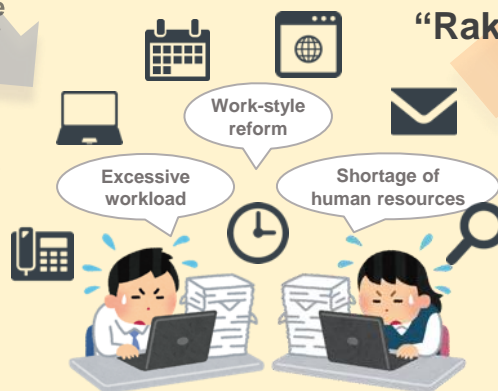 “Rak
Work-style
reform
Excessive
workload
Shortage of
human resources